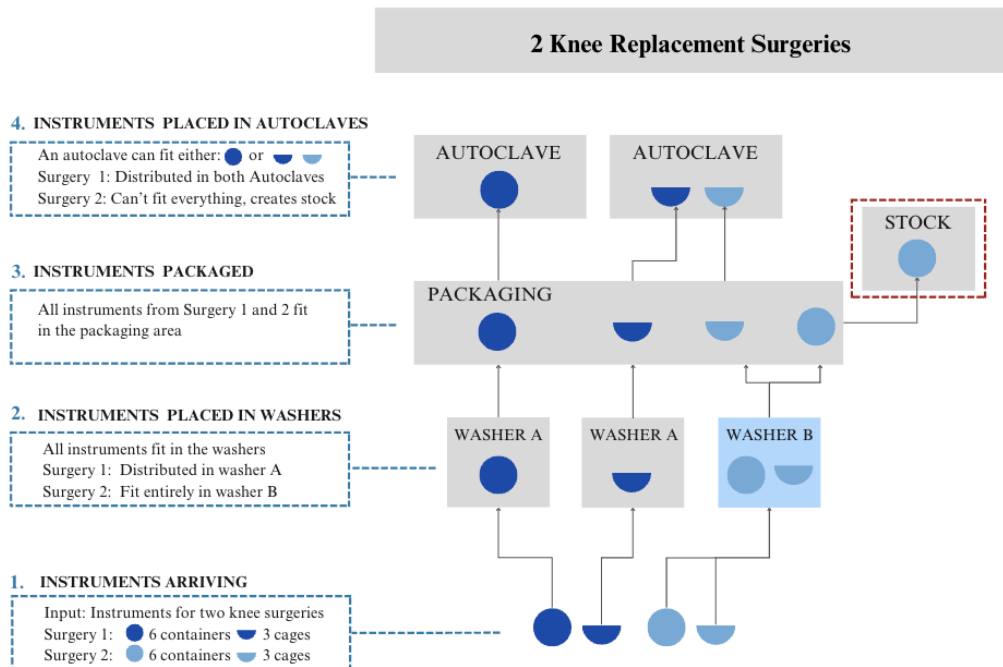 2 Knee Replacement Surgeries
4. INSTRUMENTS PLACED IN AUTOCLAVES
An autoclave can fit either: or
Surgery 1: Distributed in both Autoclaves
Surgery 2: Can't fit everything, creates stock
AUTOCLAVE
AUTOCLAVE
STOCK
3. INSTRUMENTS PACKAGED
All instruments from Surgery 1 and 2 fit
in the packaging area
PACKAGING
2. INSTRUMENTS PLACED IN WASHERS
All instruments fit in the washers
Surgery 1: Distributed in washer A
Surgery 2: Fit entirely in washer B
WASHER A
WASHER A
WASHER B
1. INSTRUMENTS ARRIVING
Input: Instruments for two knee surgeries
Surgery 1: 6 containers 3 cages
Surgery 2: 6 containers 3 cages